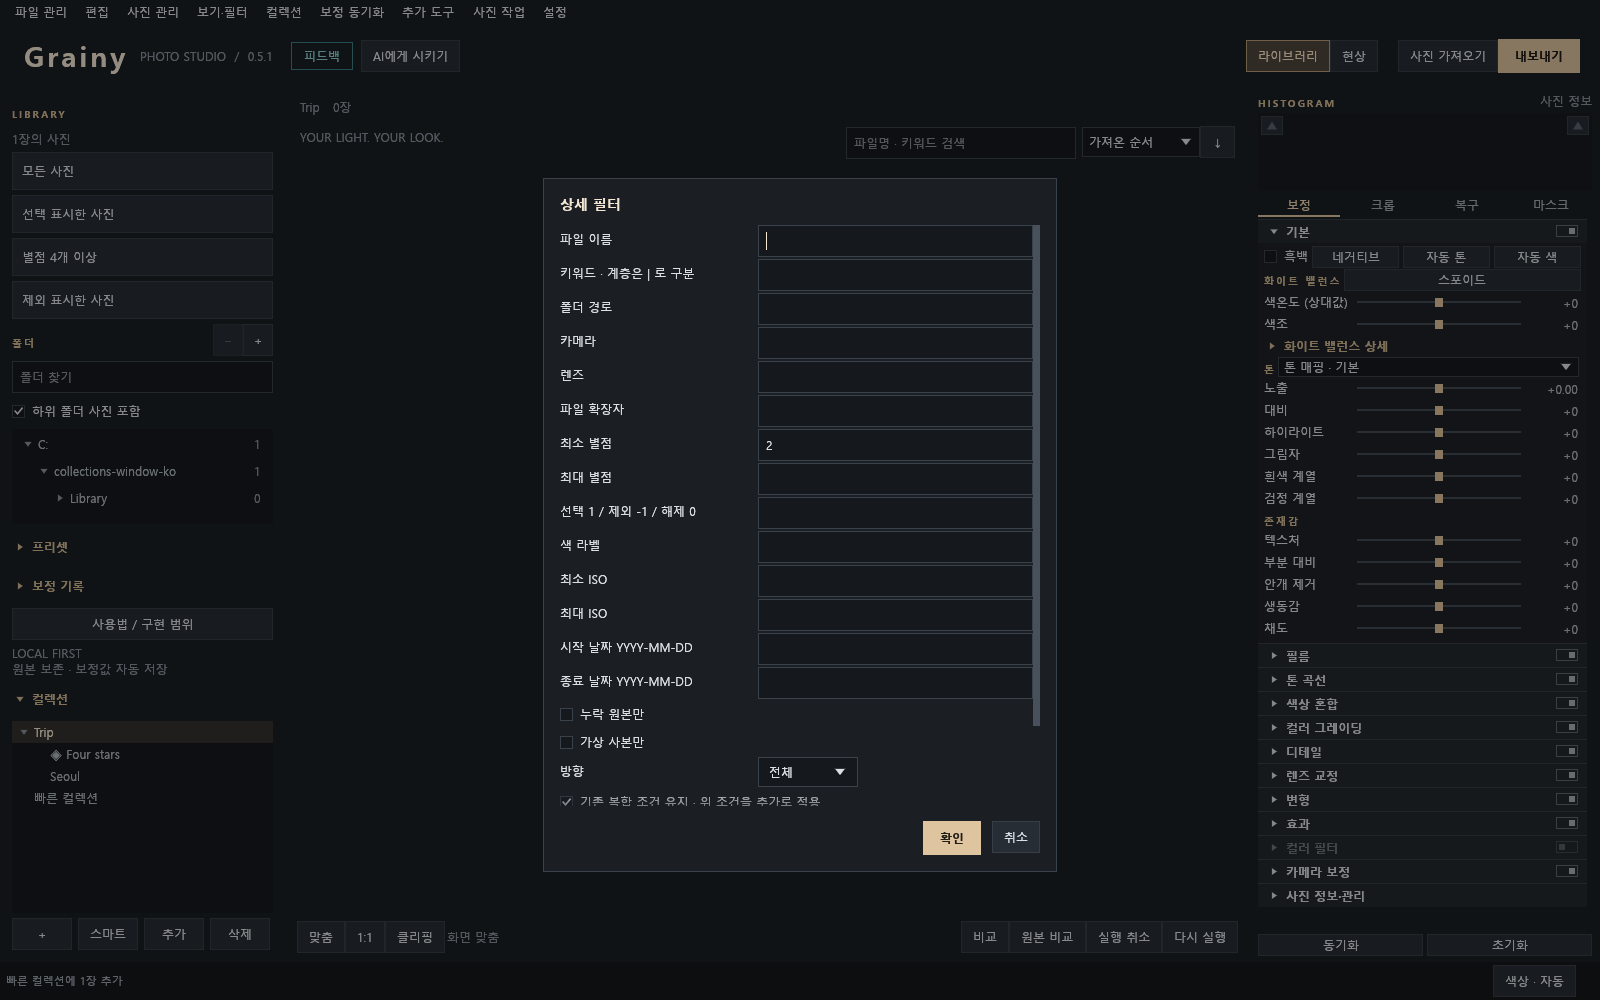 파일 관리 편집 사진 관리 보기·필터 컬렉션 보정 동기화 추가 도구 사진 작업 설정
Grainy PHOTO STUDIO / 0.5.1 피드백 AI에게 시키기 라이브러리 현상 사진 가져오기 내보내기
LIBRARY
1장의 사진
모든 사진
선택 표시한 사진
별점 4개 이상
제외 표시한 사진
폴더 − +
폴더 찾기
하위 폴더 사진 포함
C: 1
collections-window-ko 1
Library 0
프리셋
보정 기록
사용법 / 구현 범위
LOCAL FIRST
원본 보존 · 보정값 자동 저장
컬렉션
Trip
Four stars
Seoul
빠른 컬렉션
+ 스마트 추가 삭제
빠른 컬렉션에 1장 추가
Trip 0장
YOUR LIGHT. YOUR LOOK.
파일명 · 키워드 검색 가져온 순서 ↓
상세 필터
파일 이름
키워드 · 계층은 | 로 구분
폴더 경로
카메라
렌즈
파일 확장자
최소 별점 2
최대 별점
선택 1 / 제외 -1 / 해제 0
색 라벨
최소 ISO
최대 ISO
시작 날짜 YYYY-MM-DD
종료 날짜 YYYY-MM-DD
누락 원본만
가상 사본만
방향 전체
기존 복합 조건 유지 · 위 조건을 추가로 적용
확인 취소
맞춤 1:1 클리핑 화면 맞춤 비교 원본 비교 실행 취소 다시 실행
HISTOGRAM 사진 정보
보정 크롭 복구 마스크
기본
흑백 네거티브 자동 톤 자동 색
화이트 밸런스 스포이드
색온도 (상대값) +0
색조 +0
화이트 밸런스 상세
톤 톤 매핑 · 기본
노출 +0.00
대비 +0
하이라이트 +0
그림자 +0
흰색 계열 +0
검정 계열 +0
존재감
텍스처 +0
부분 대비 +0
안개 제거 +0
생동감 +0
채도 +0
필름
톤 곡선
색상 혼합
컬러 그레이딩
디테일
렌즈 교정
변형
효과
컬러 필터
카메라 보정
사진 정보·관리
동기화 초기화
색상 · 자동